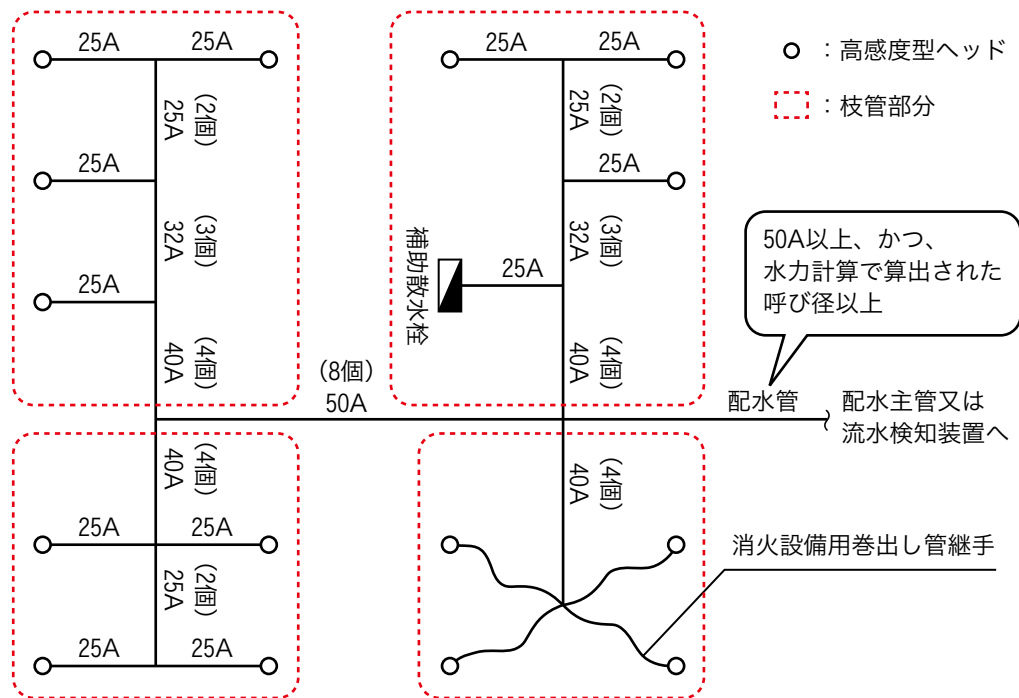 25A
25A
(2個)
25A
25A
(3個)
32A
25A
(4個)
40A
25A
25A
(2個)
25A
25A
(3個)
32A
補助散水栓
25A
(4個)
40A
：高感度型ヘッド
：枝管部分
50A以上、かつ、
水力計算で算出された
呼び径以上
(8個)
50A
配水管
配水主管又は
流水検知装置へ
(4個)
40A
25A
25A
(2個)
25A
25A
25A
(4個)
40A
消火設備用巻出し管継手